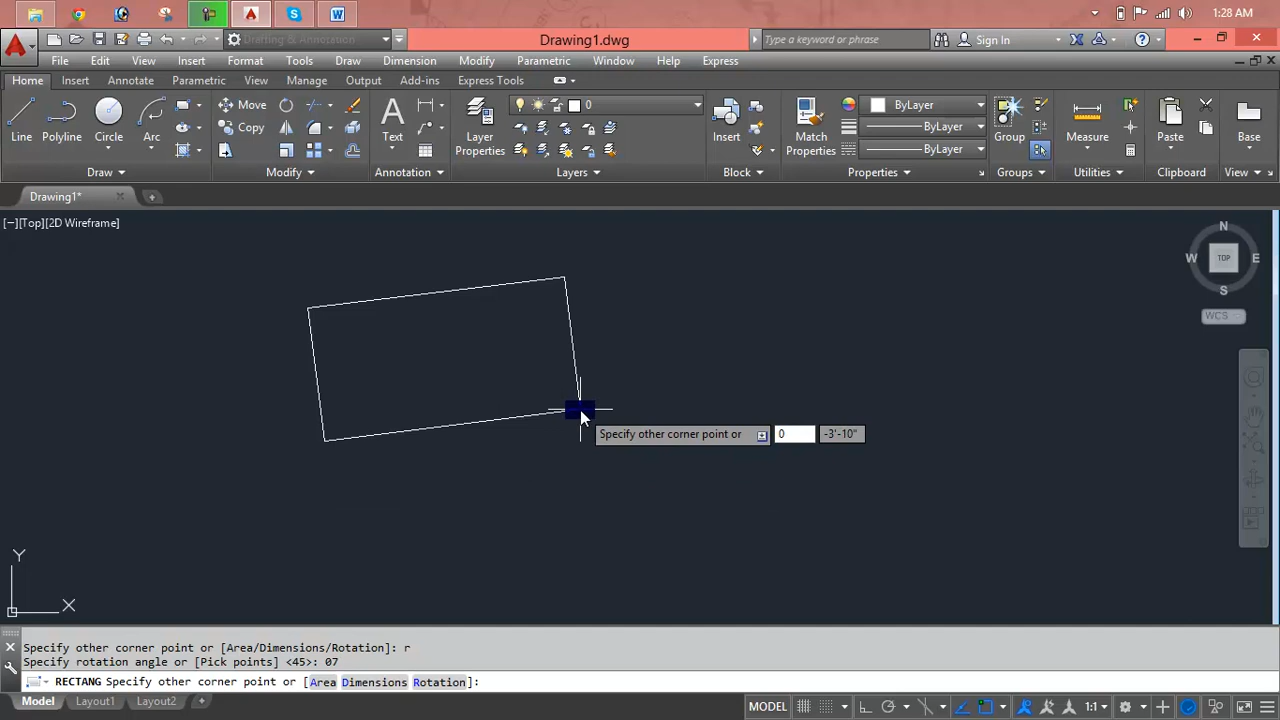 1:28 AM
Drafting & Annotation
Drawing1.dwg
Type a keyword or phrase
Sign In
File Edit View Insert Format Tools Draw Dimension Modify Parametric Window Help Express
Home Insert Annotate Parametric View Manage Output Add-ins Express Tools
Line Polyline Circle Arc
Move
Copy
Text
Layer Properties
0
Insert
Match Properties
ByLayer
ByLayer
ByLayer
Group
Measure
Paste
Base
Draw Modify Annotation Layers Block Properties Groups Utilities Clipboard View
Drawing1*
[−][Top][2D Wireframe]
N
W TOP E
S
WCS
Specify other corner point or 0 -3'-10"
Y
X
Specify other corner point or [Area/Dimensions/Rotation]: r
Specify rotation angle or [Pick points] <45>: 07
RECTANG Specify other corner point or [Area Dimensions Rotation]:
Model Layout1 Layout2 +
MODEL 1:1